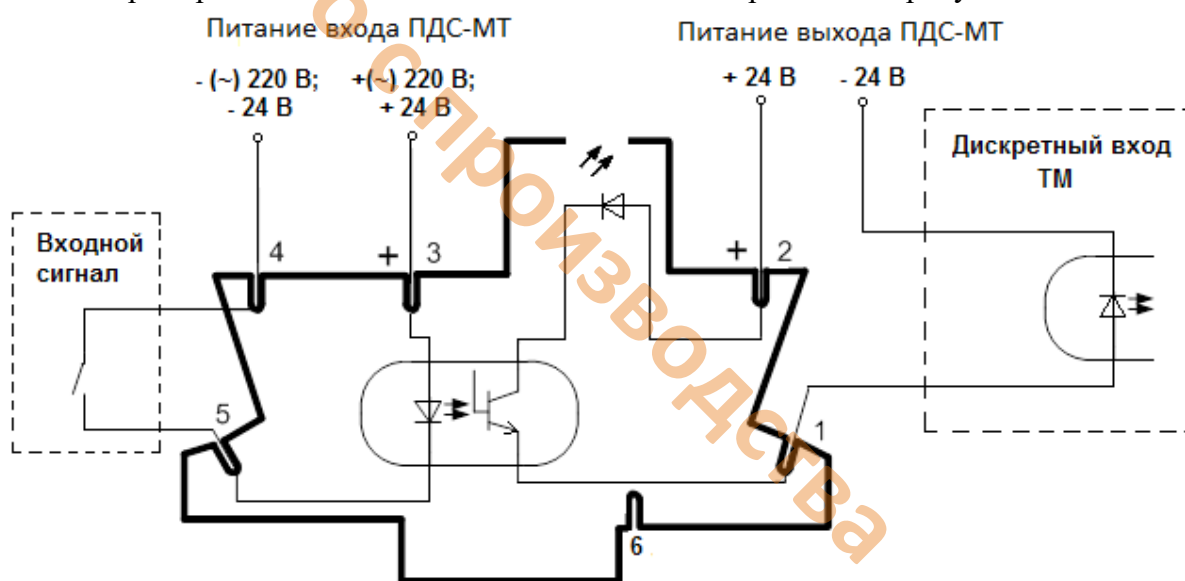 Питание входа ПДС-МТ
Питание выхода ПДС-МТ
- (~) 220 В;
- 24 В
+(~) 220 В;
+ 24 В
+ 24 В
- 24 В
Дискретный вход
ТМ
Входной
сигнал
4
+ 3
+ 2
5
1
6
с производства